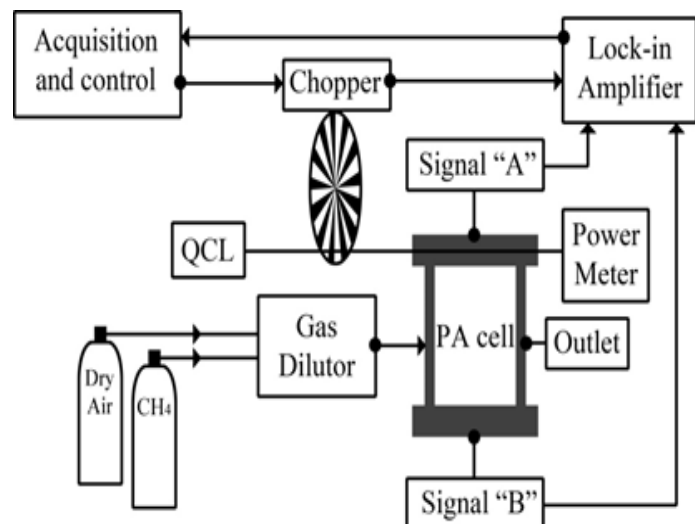 Acquisition
and control
Chopper
Lock-in
Amplifier
Signal “A”
QCL
Power
Meter
Gas
Dilutor
PA cell
Outlet
Dry
Air
CH₄
Signal “B”